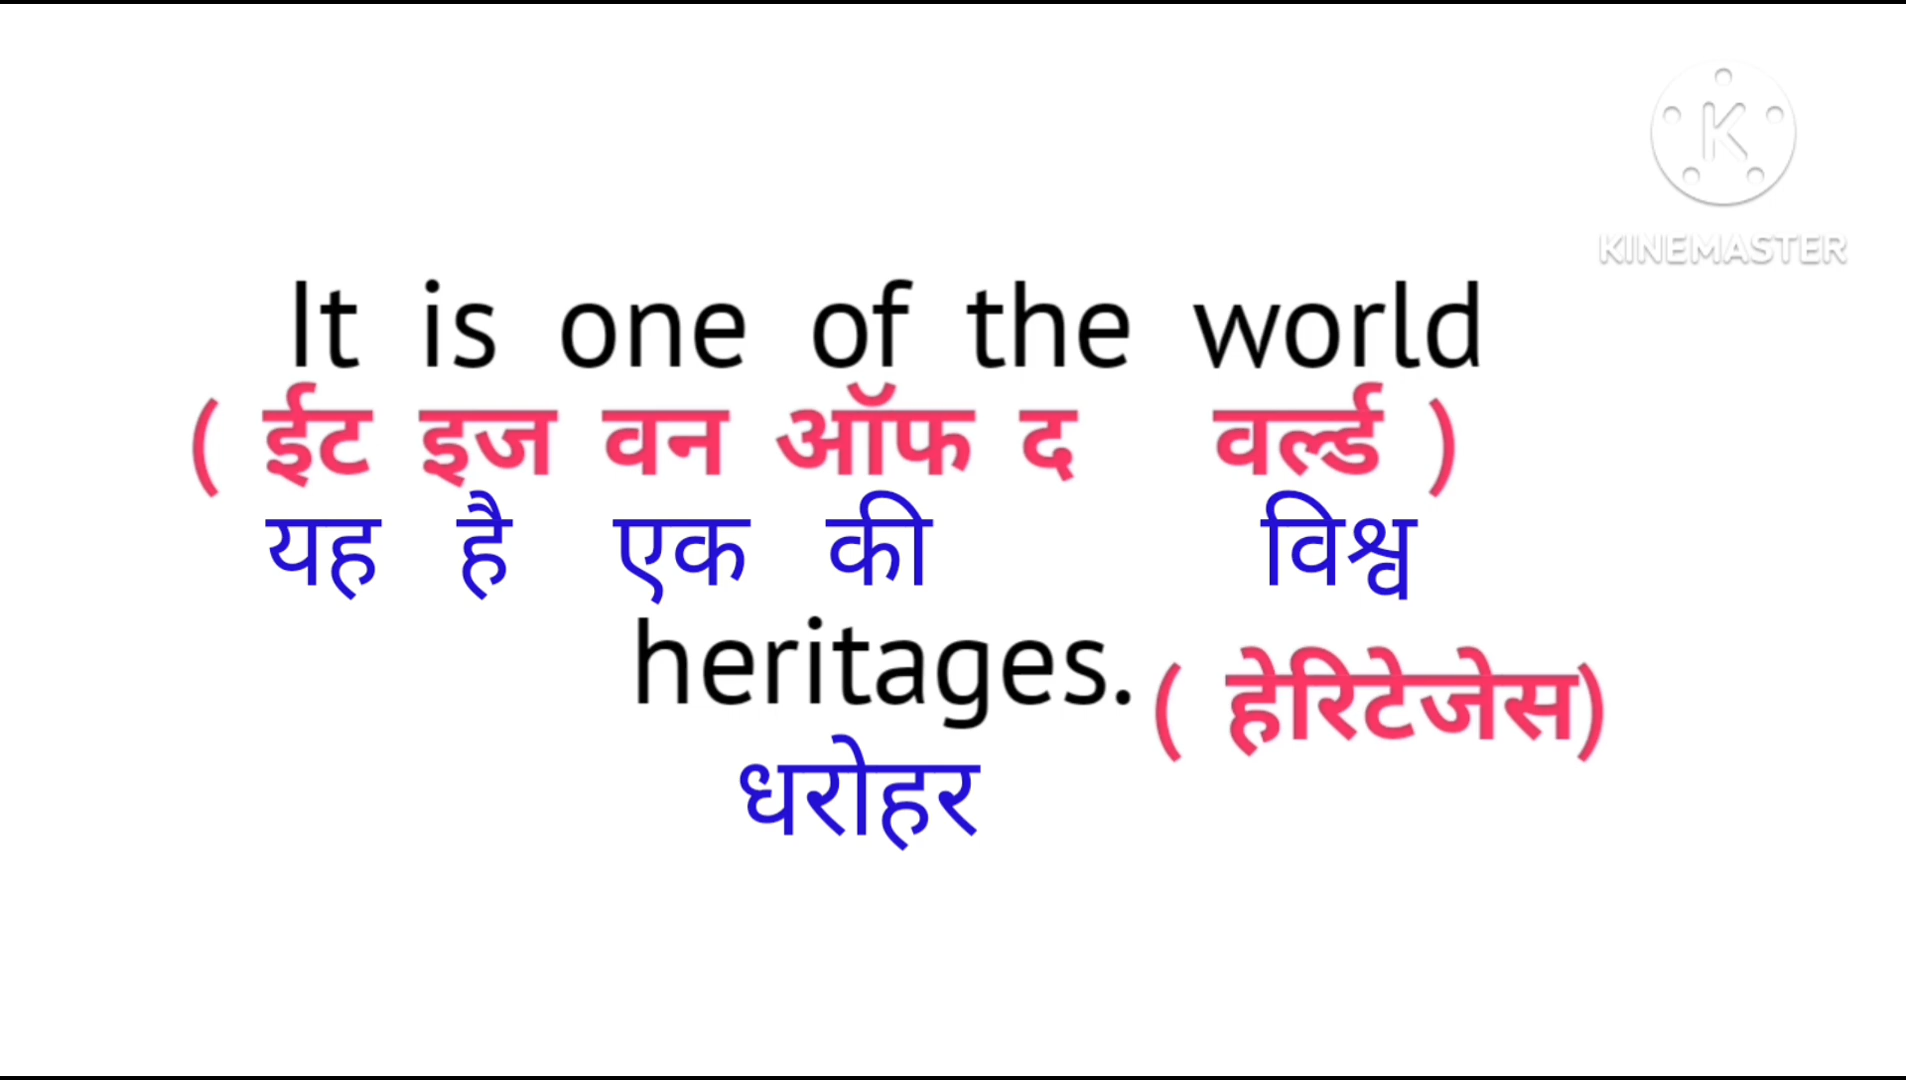 KINEMASTER
It is one of the world
( ईट इज वन ऑफ द वर्ल्ड )
यह है एक की विश्व
heritages. ( हेरिटेजेस)
धरोहर